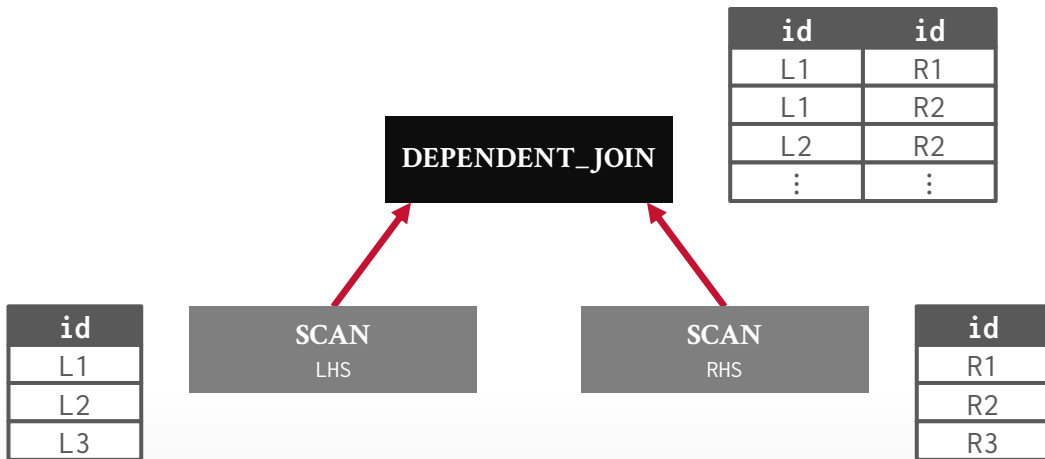 id id
L1 R1
L1 R2
L2 R2
⋮ ⋮
DEPENDENT_JOIN
id
L1
L2
L3
SCAN
LHS
SCAN
RHS
id
R1
R2
R3